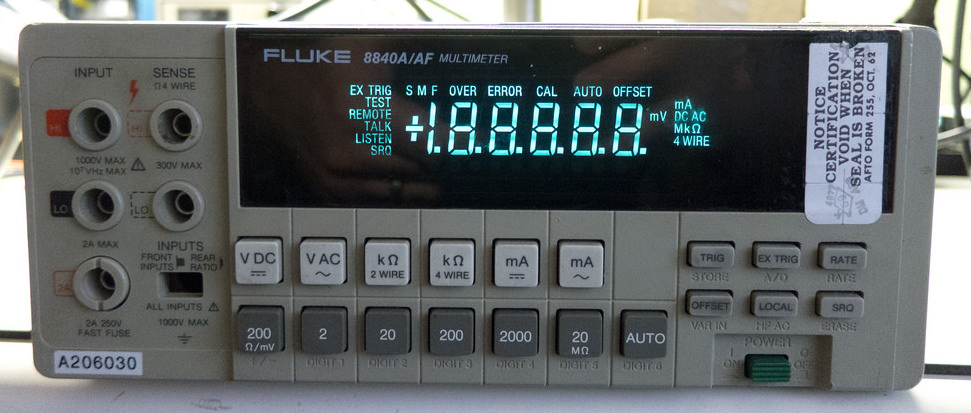 FLUKE 8840A/AF MULTIMETER
INPUT
SENSE
Ω4 WIRE
HI
HI
1000V MAX
10⁷ VHz MAX
300V MAX
LO
LO
2A MAX
INPUTS
FRONT INPUTS
REAR RATIO
2A
ALL INPUTS
1000V MAX
2A 250V
FAST FUSE
A206030
EX TRIG S M F OVER ERROR CAL AUTO OFFSET
TEST
REMOTE
TALK
LISTEN
SRQ
±1.8.8.8.8.8.
mV
mA
DC AC
MkΩ
4 WIRE
NOTICE
CERTIFICATION
VOID WHEN
SEAL IS BROKEN
AFTO FORM 255, OCT. 62
V DC
V AC
kΩ
2 WIRE
kΩ
4 WIRE
mA
mA
200
Ω/mV
2
20
200
2000
20
MΩ
AUTO
+/−
DIGIT 1
DIGIT 2
DIGIT 3
DIGIT 4
DIGIT 5
DIGIT 6
TRIG
EX TRIG
RATE
STORE
A/D
RATE
OFFSET
LOCAL
SRQ
VAR IN
HF AC
ERASE
POWER
ON
OFF